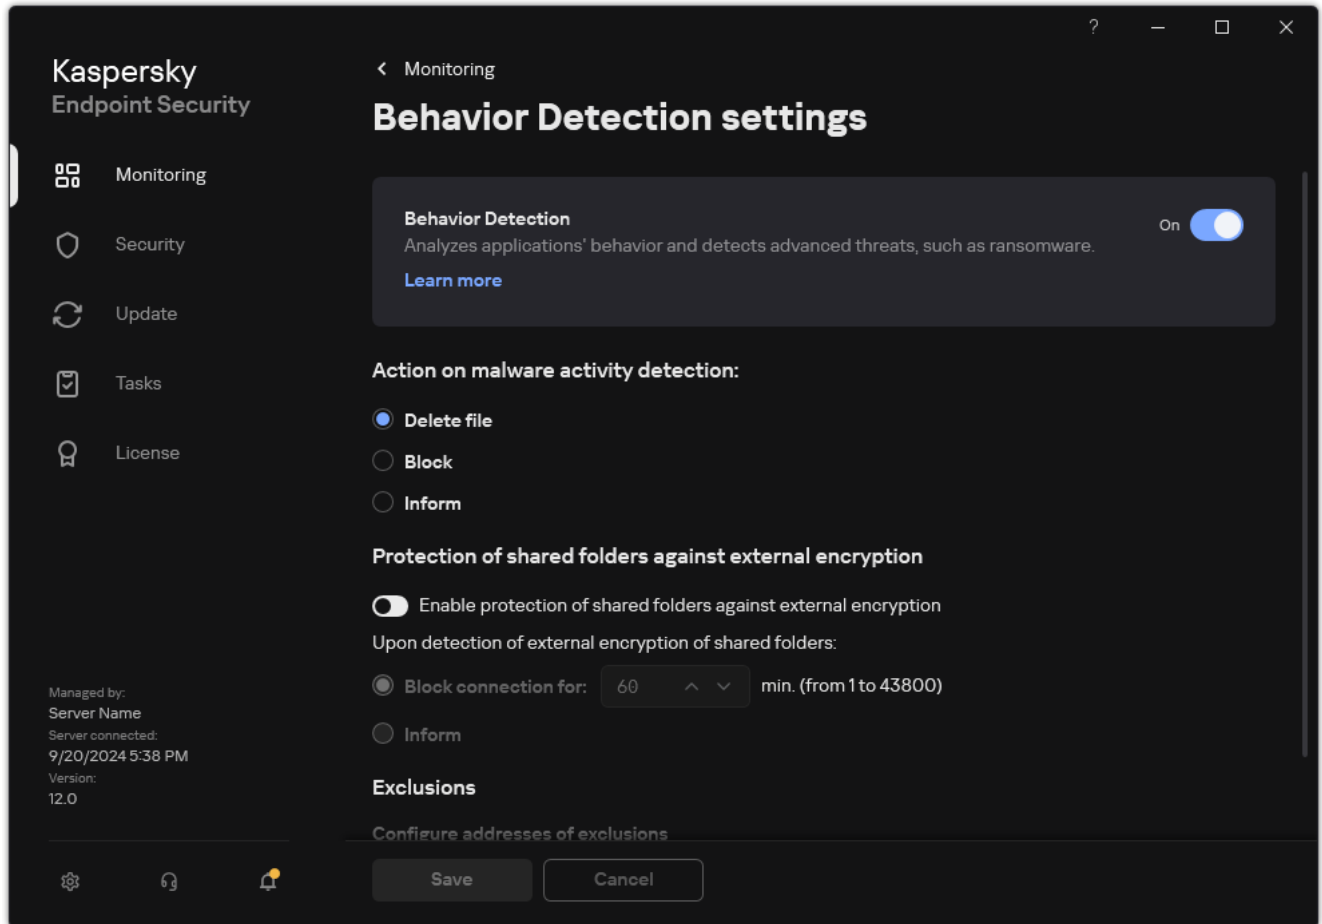 ?
Kaspersky
Endpoint Security
Monitoring
Security
Update
Tasks
License
Managed by:
Server Name
Server connected:
9/20/2024 5:38 PM
Version:
12.0
Monitoring
Behavior Detection settings
Behavior Detection
Analyzes applications' behavior and detects advanced threats, such as ransomware.
On
Learn more
Action on malware activity detection:
Delete file
Block
Inform
Protection of shared folders against external encryption
Enable protection of shared folders against external encryption
Upon detection of external encryption of shared folders:
Block connection for: 60 min. (from 1 to 43800)
Inform
Exclusions
Configure addresses of exclusions
Save Cancel